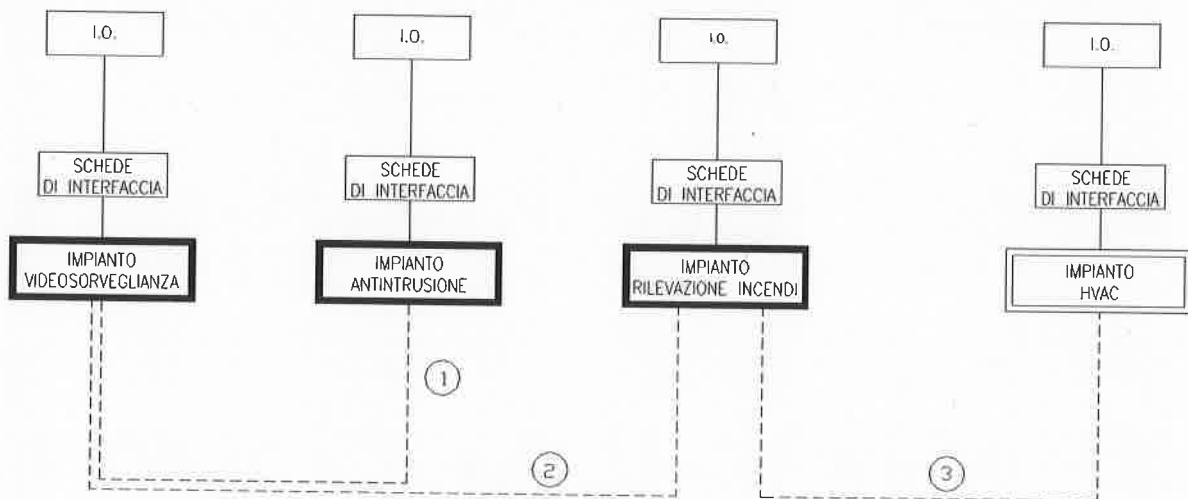 I.O.
I.O.
I.O.
I.O.
SCHEDE
DI INTERFACCIA
SCHEDE
DI INTERFACCIA
SCHEDE
DI INTERFACCIA
SCHEDE
DI INTERFACCIA
IMPIANTO
VIDEOSORVEGLIANZA
IMPIANTO
ANTINTRUSIONE
IMPIANTO
RILEVAZIONE INCENDI
IMPIANTO
HVAC
1
2
3